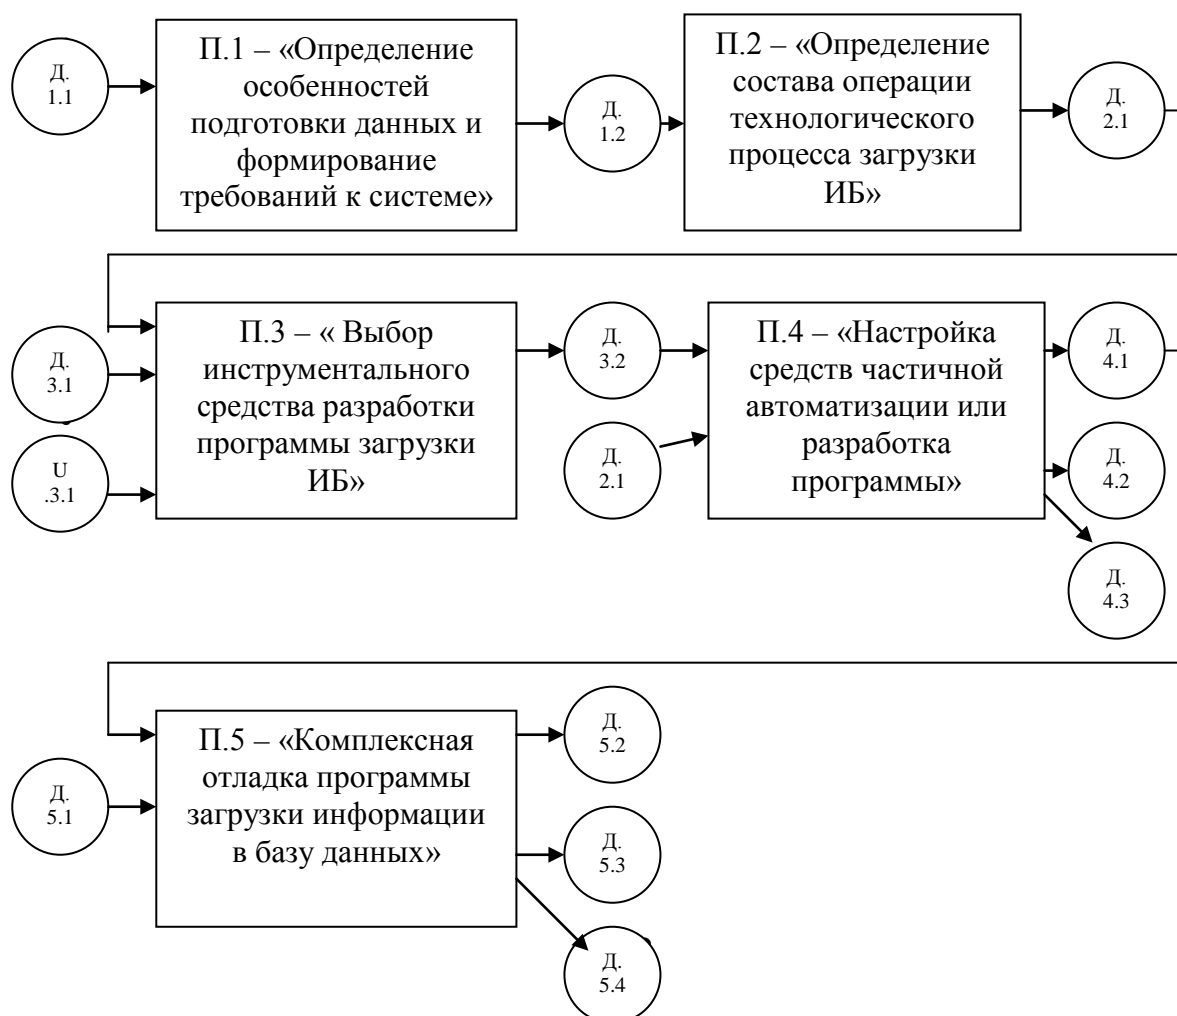 Д.
1.1
П.1 – «Определение
особенностей
подготовки данных и
формирование
требований к системе»
Д.
1.2
П.2 – «Определение
состава операции
технологического
процесса загрузки
ИБ»
Д.
2.1
Д.
3.1
U
.3.1
П.3 – « Выбор
инструментального
средства разработки
программы загрузки
ИБ»
Д.
3.2
Д.
2.1
П.4 – «Настройка
средств частичной
автоматизации или
разработка
программы»
Д.
4.1
Д.
4.2
Д.
4.3
Д.
5.1
П.5 – «Комплексная
отладка программы
загрузки информации
в базу данных»
Д.
5.2
Д.
5.3
Д.
5.4